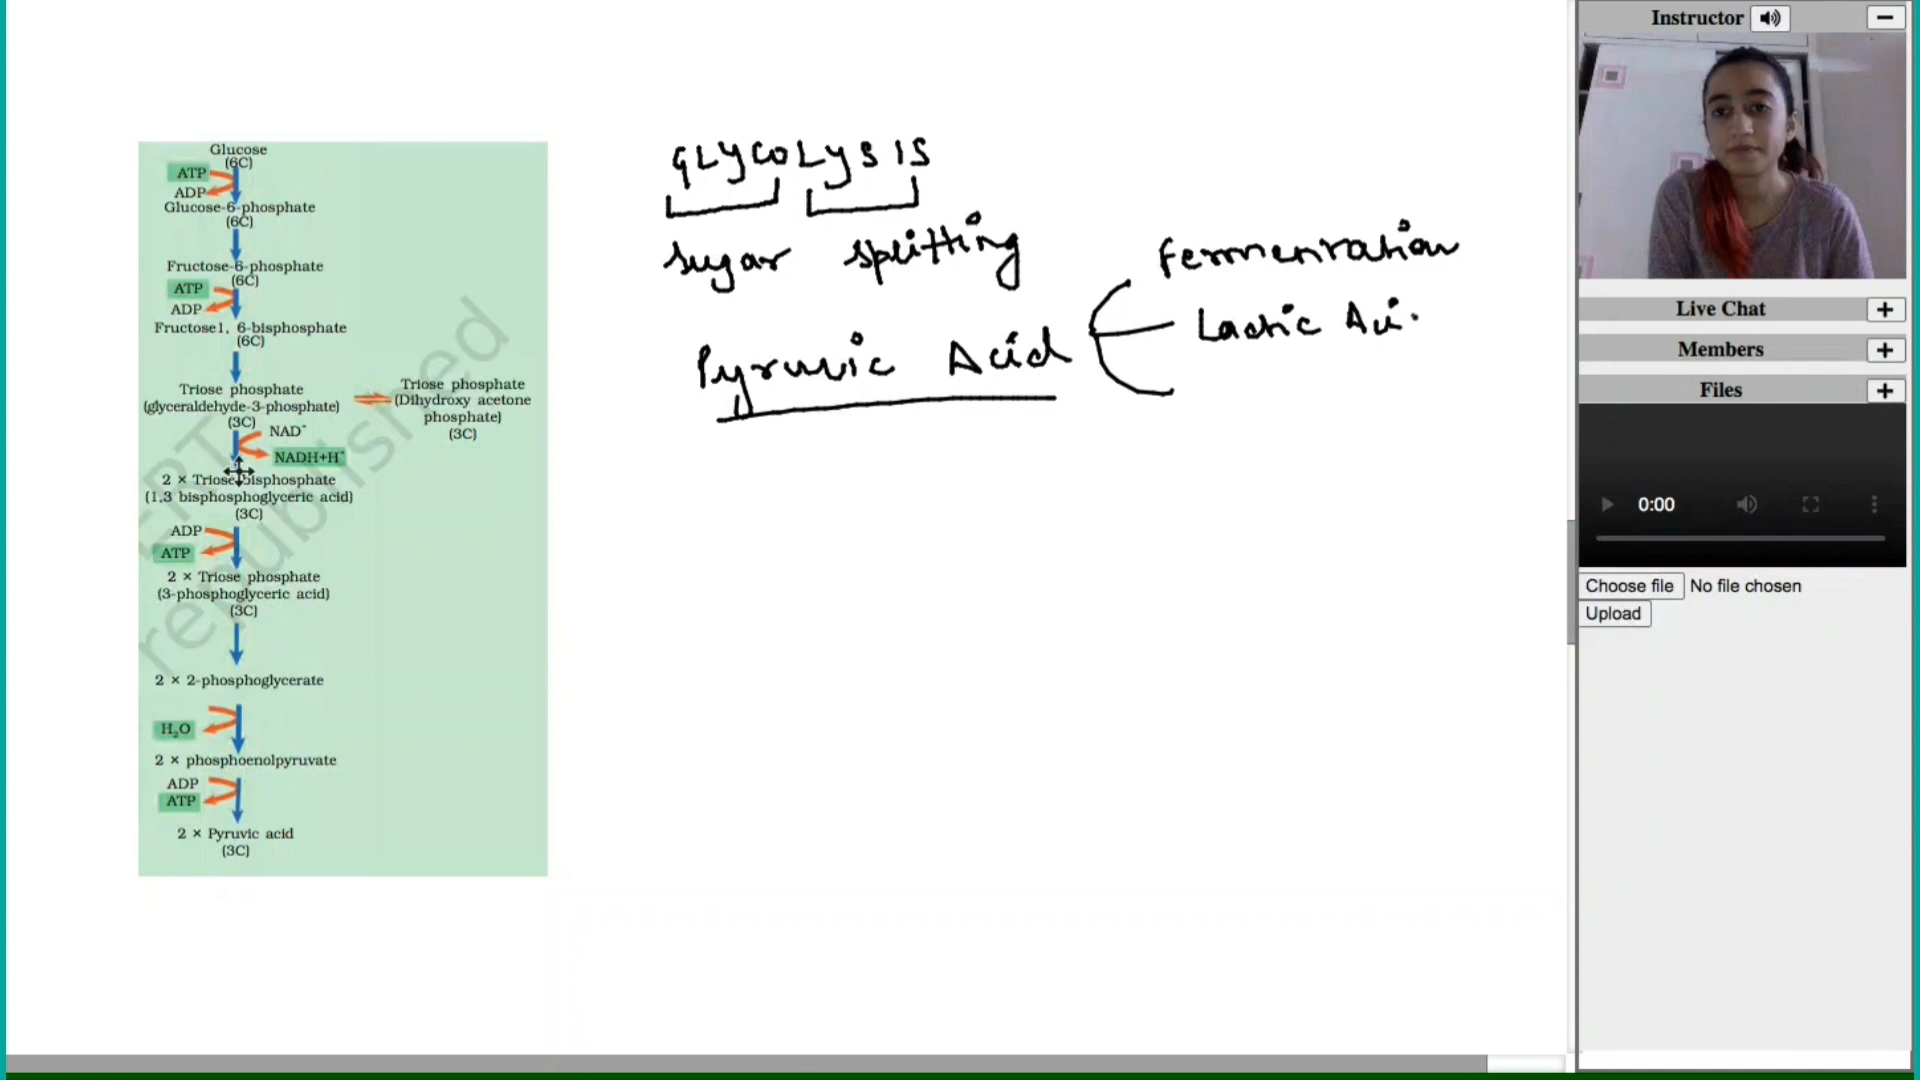 Glucose
(6C)
ATP
ADP
Glucose-6-phosphate
(6C)
Fructose-6-phosphate
(6C)
ATP
ADP
Fructose1, 6-bisphosphate
(6C)
Triose phosphate
(glyceraldehyde-3-phosphate)
(3C)
Triose phosphate
(Dihydroxy acetone
phosphate)
(3C)
NAD+
NADH+H+
2 × Triose bisphosphate
(1,3 bisphosphoglyceric acid)
(3C)
ADP
ATP
2 × Triose phosphate
(3-phosphoglyceric acid)
(3C)
2 × 2-phosphoglycerate
H₂O
2 × phosphoenolpyruvate
ADP
ATP
2 × Pyruvic acid
(3C)
republished
GLYCOLYSIS
sugar splitting
Pyruvic Acid
Fermenration
Lactic Aci.
Instructor
Live Chat
Members
Files
0:00
Choose file No file chosen
Upload